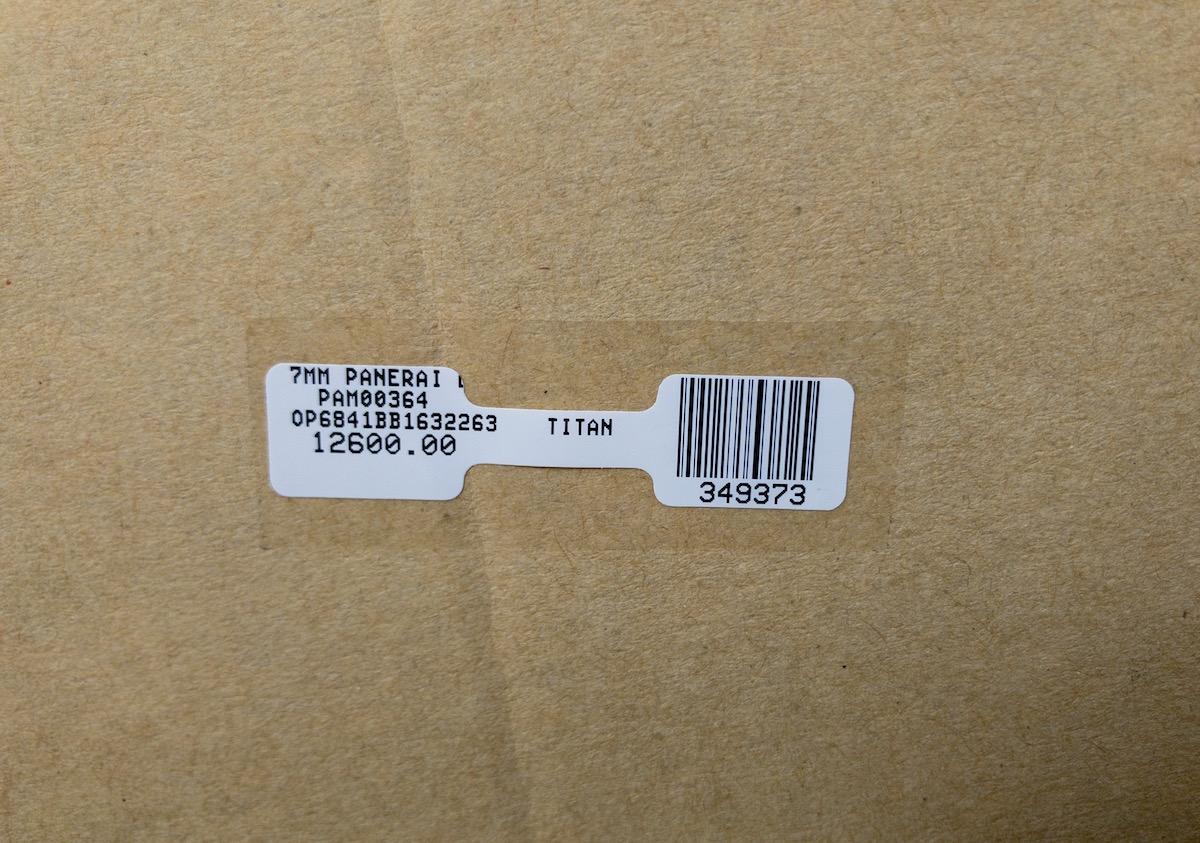 7MM PANERAI
PAM00364
OP6841BB1632263
12600.00
TITAN
349373